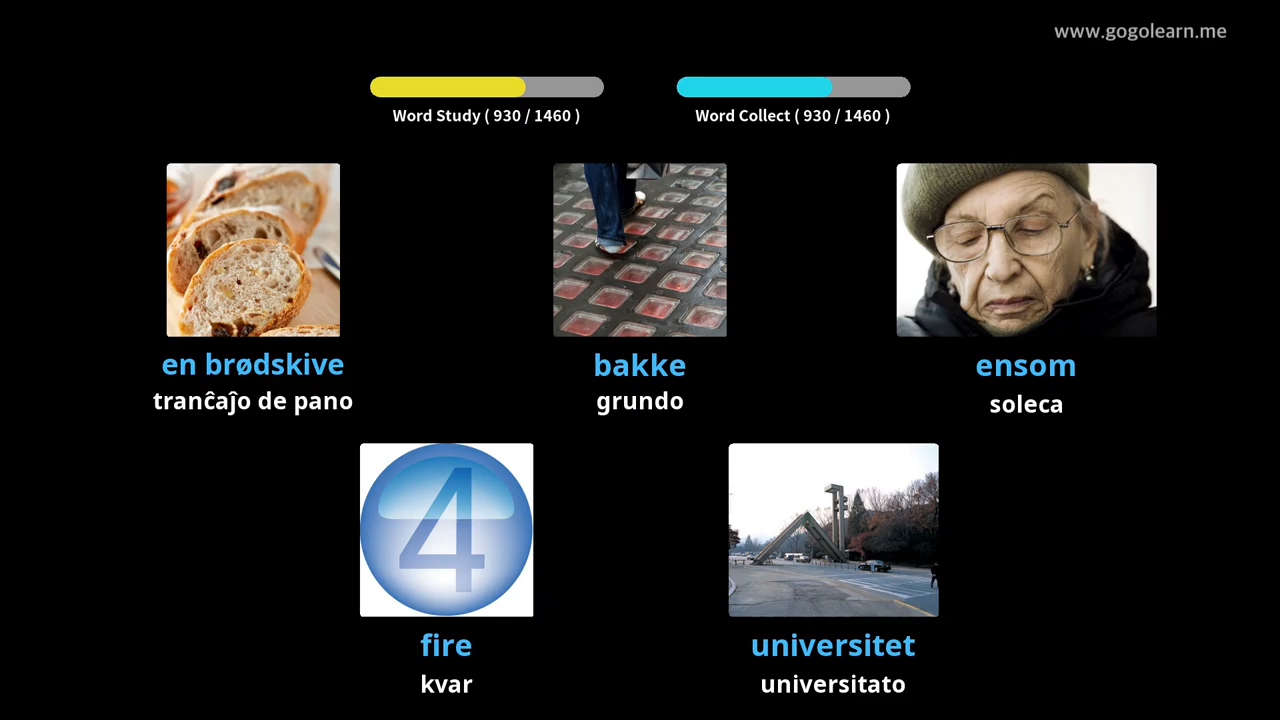 www.gogolearn.me
Word Study ( 930 / 1460 )
Word Collect ( 930 / 1460 )
en brødskive
tranĉaĵo de pano
bakke
grundo
ensom
soleca
4
fire
kvar
universitet
universitato